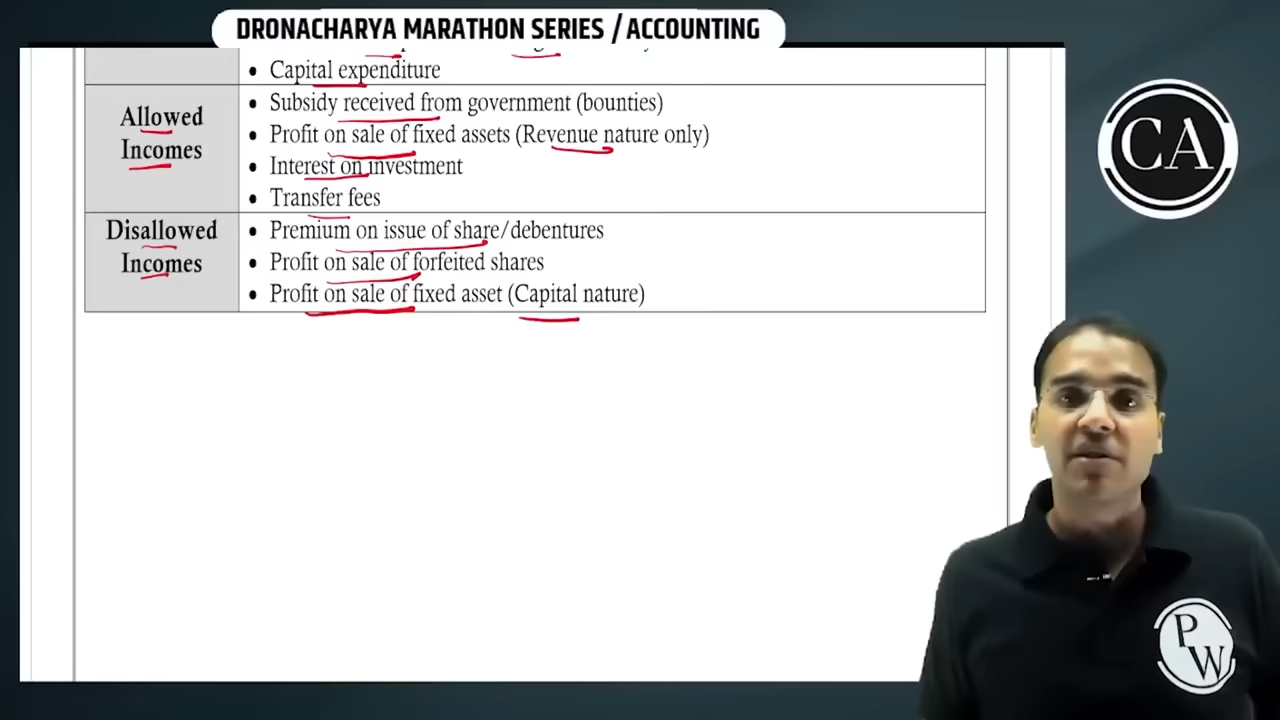 DRONACHARYA MARATHON SERIES / ACCOUNTING
• Capital expenditure
Allowed Incomes
• Subsidy received from government (bounties)
• Profit on sale of fixed assets (Revenue nature only)
• Interest on investment
• Transfer fees
Disallowed Incomes
• Premium on issue of share/debentures
• Profit on sale of forfeited shares
• Profit on sale of fixed asset (Capital nature)
CA
PW